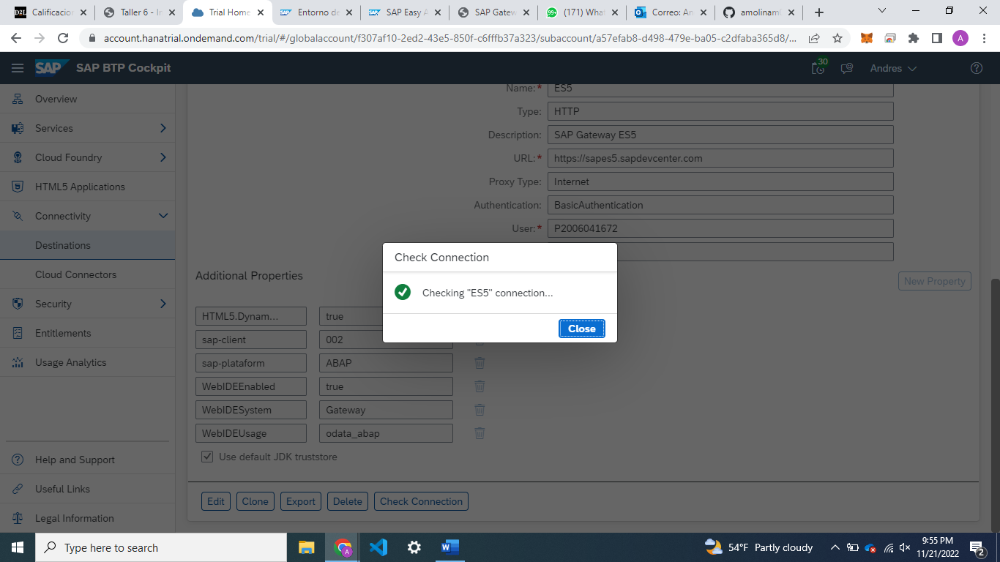 Calificacion
Taller 6 - In
Trial Home
Entorno de
SAP Easy A
SAP Gatew
(171) What
Correo: An
amolinam0
account.hanatrial.ondemand.com/trial/#/globalaccount/f307af10-2ed2-43e5-850f-c6fffb37a323/subaccount/a57efab8-d498-479e-ba05-c2dfaba365d8/...
A
SAP
SAP BTP Cockpit
30
Andres
Overview
Services
Cloud Foundry
HTML5 Applications
Connectivity
Destinations
Cloud Connectors
Security
Entitlements
Usage Analytics
Help and Support
Useful Links
Legal Information
Name:* ES5
Type: HTTP
Description: SAP Gateway ES5
URL:* https://sapes5.sapdevcenter.com
Proxy Type: Internet
Authentication: BasicAuthentication
User:* P2006041672
Check Connection
Checking "ES5" connection...
Close
Additional Properties
New Property
HTML5.Dynam... true
sap-client 002
sap-plataform ABAP
WebIDEEnabled true
WebIDESystem Gateway
WebIDEUsage odata_abap
Use default JDK truststore
Edit Clone Export Delete Check Connection
Type here to search
54°F Partly cloudy
9:55 PM
11/21/2022
2